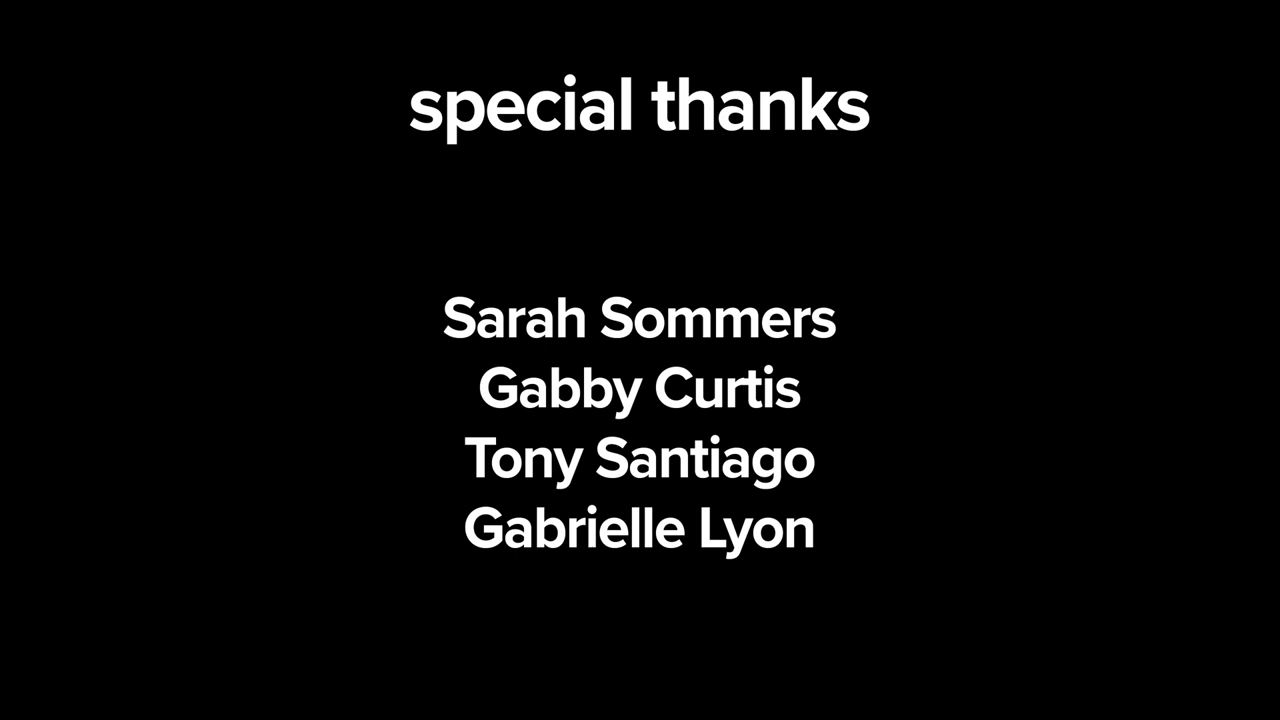 special thanks
Sarah Sommers
Gabby Curtis
Tony Santiago
Gabrielle Lyon